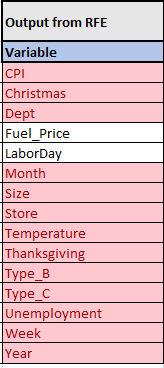 Output from RFE
Variable
CPI
Christmas
Dept
Fuel_Price
LaborDay
Month
Size
Store
Temperature
Thanksgiving
Type_B
Type_C
Unemployment
Week
Year